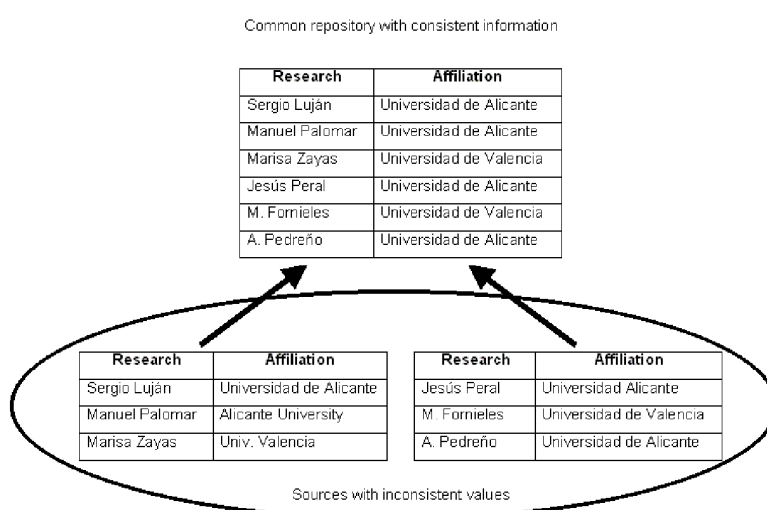 Common repository with consistent information
Research Affiliation
Sergio Luján Universidad de Alicante
Manuel Palomar Universidad de Alicante
Marisa Zayas Universidad de Valencia
Jesús Peral Universidad de Alicante
M. Fornieles Universidad de Valencia
A. Pedreño Universidad de Alicante
Research Affiliation
Sergio Luján Universidad de Alicante
Manuel Palomar Alicante University
Marisa Zayas Univ. Valencia
Research Affiliation
Jesús Peral Universidad Alicante
M. Fornieles Universidad de Valencia
A. Pedreño Universidad de Alicante
Sources with inconsistent values